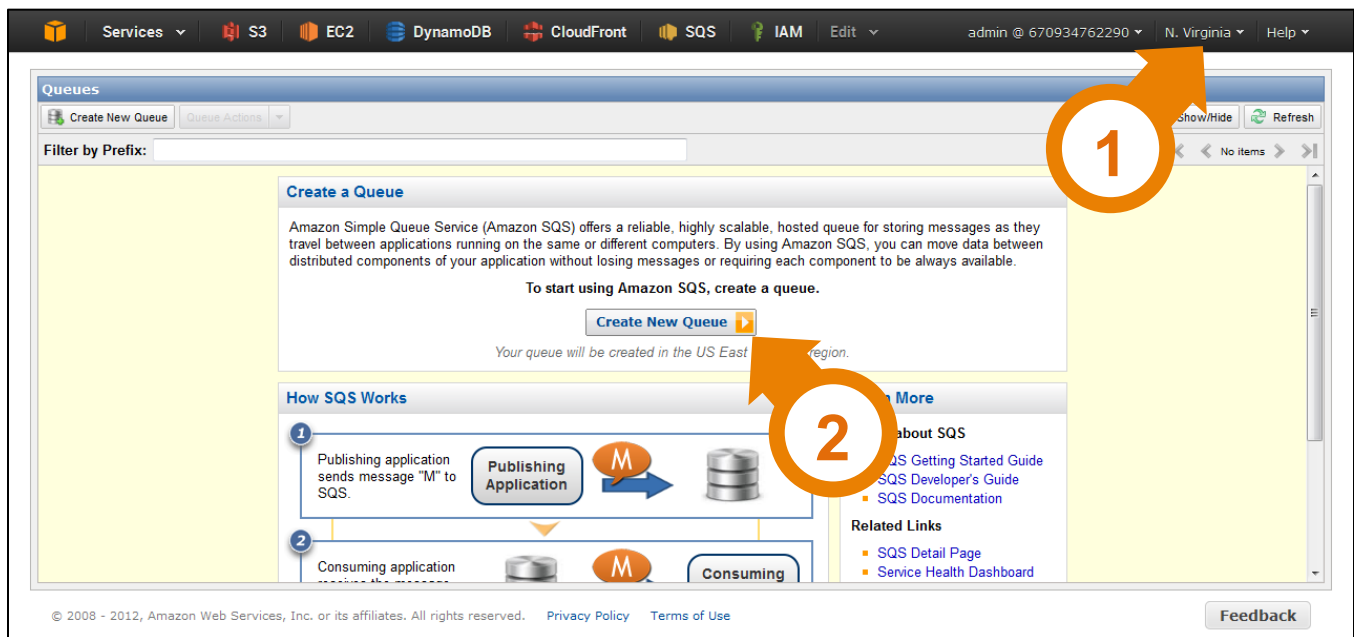 Services S3 EC2 DynamoDB CloudFront SQS IAM Edit admin @ 670934762290 N. Virginia Help
Queues
Create New Queue Queue Actions Show/Hide Refresh
1
Filter by Prefix: No items
Create a Queue
Amazon Simple Queue Service (Amazon SQS) offers a reliable, highly scalable, hosted queue for storing messages as they
travel between applications running on the same or different computers. By using Amazon SQS, you can move data between
distributed components of your application without losing messages or requiring each component to be always available.
To start using Amazon SQS, create a queue.
Create New Queue
Your queue will be created in the US East region.
2
How SQS Works
1
Publishing application
sends message "M" to
SQS.
Publishing
Application
M
2
Consuming application
receives the message
M
Consuming
More
about SQS
SQS Getting Started Guide
SQS Developer's Guide
SQS Documentation
Related Links
SQS Detail Page
Service Health Dashboard
© 2008 - 2012, Amazon Web Services, Inc. or its affiliates. All rights reserved. Privacy Policy Terms of Use
Feedback